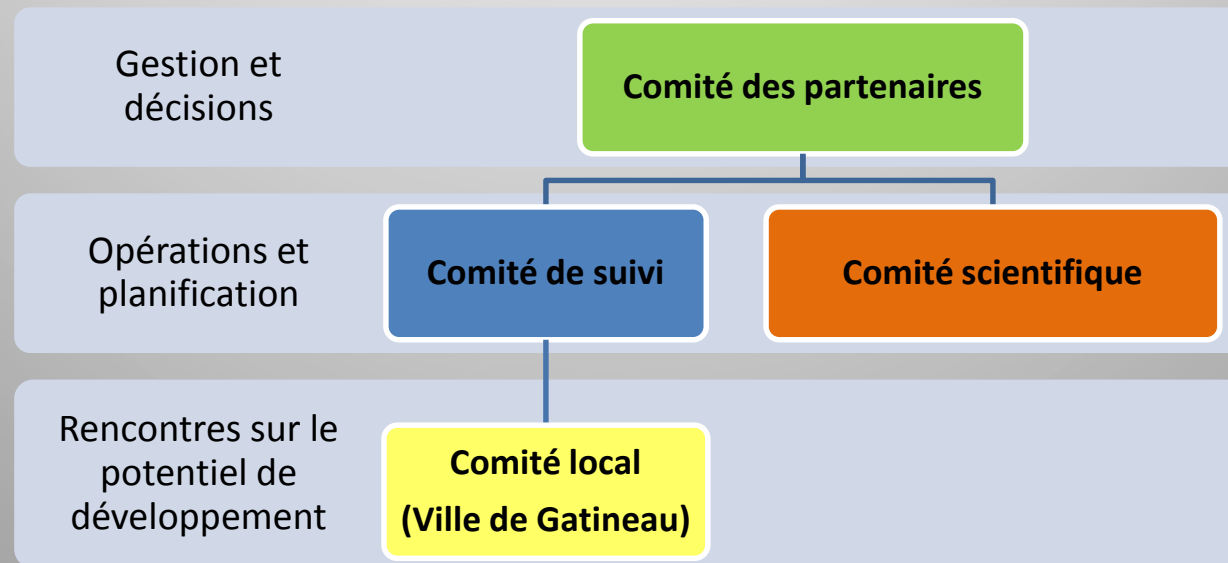 Gestion et
décisions
Comité des partenaires
Opérations et
planification
Comité de suivi
Comité scientifique
Rencontres sur le
potentiel de
développement
Comité local
(Ville de Gatineau)